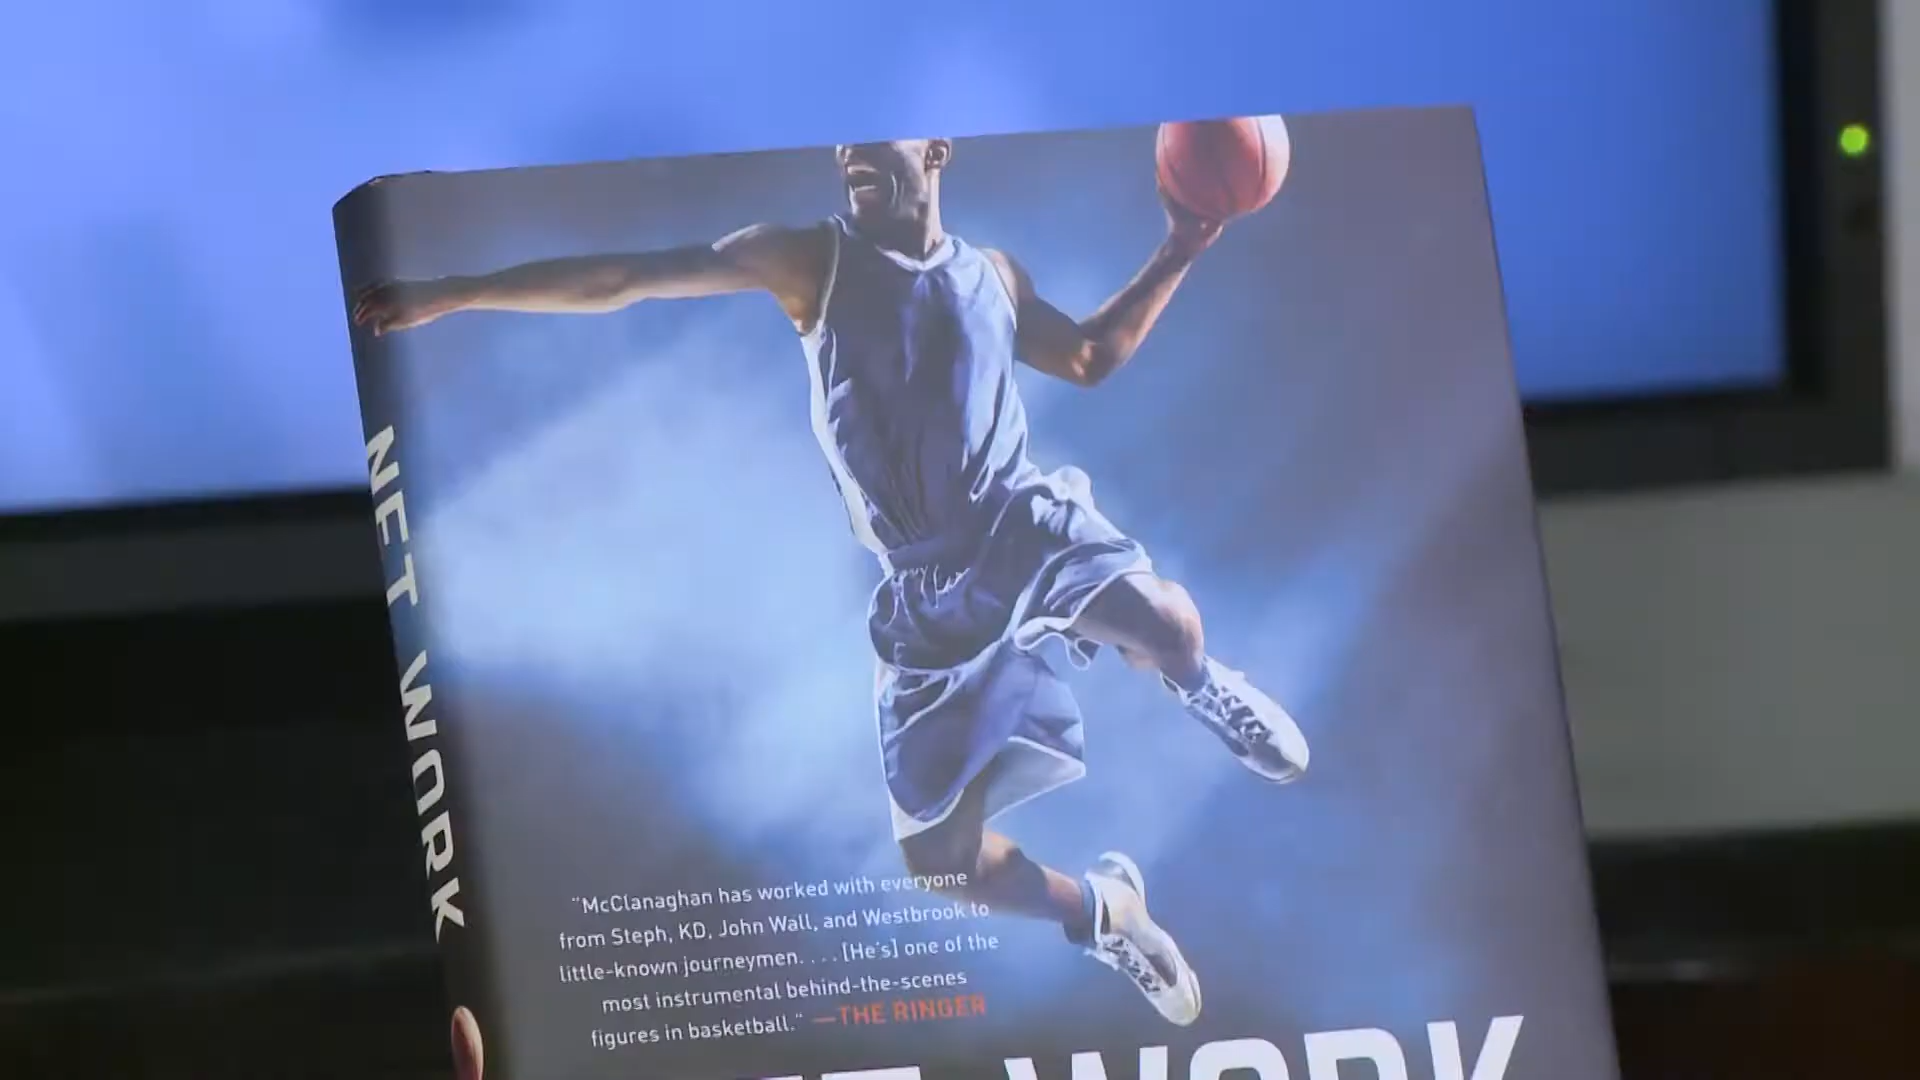 NET WORK
"McClanaghan has worked with everyone
from Steph, KD, John Wall, and Westbrook to
little-known journeymen. . . . [He's] one of the
most instrumental behind-the-scenes
figures in basketball." —THE RINGER
WORK